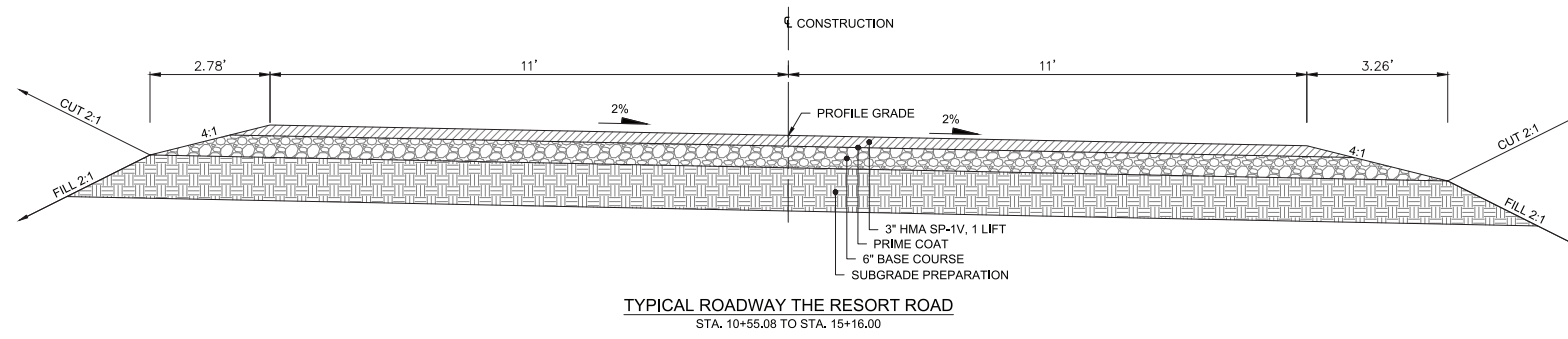 ℄ CONSTRUCTION
2.78'
11'
11'
3.26'
CUT 2:1
4:1
2%
PROFILE GRADE
2%
4:1
CUT 2:1
FILL 2:1
FILL 2:1
3" HMA SP-1V, 1 LIFT
PRIME COAT
6" BASE COURSE
SUBGRADE PREPARATION
TYPICAL ROADWAY THE RESORT ROAD
STA. 10+55.08 TO STA. 15+16.00